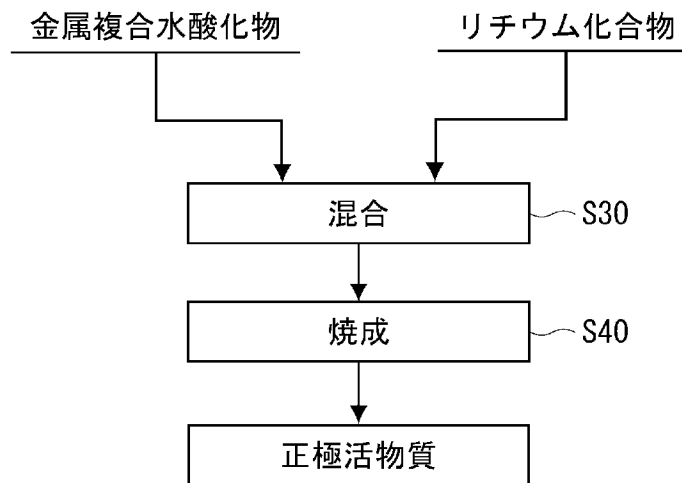 金属複合水酸化物
リチウム化合物
混合
S30
焼成
S40
正極活物質